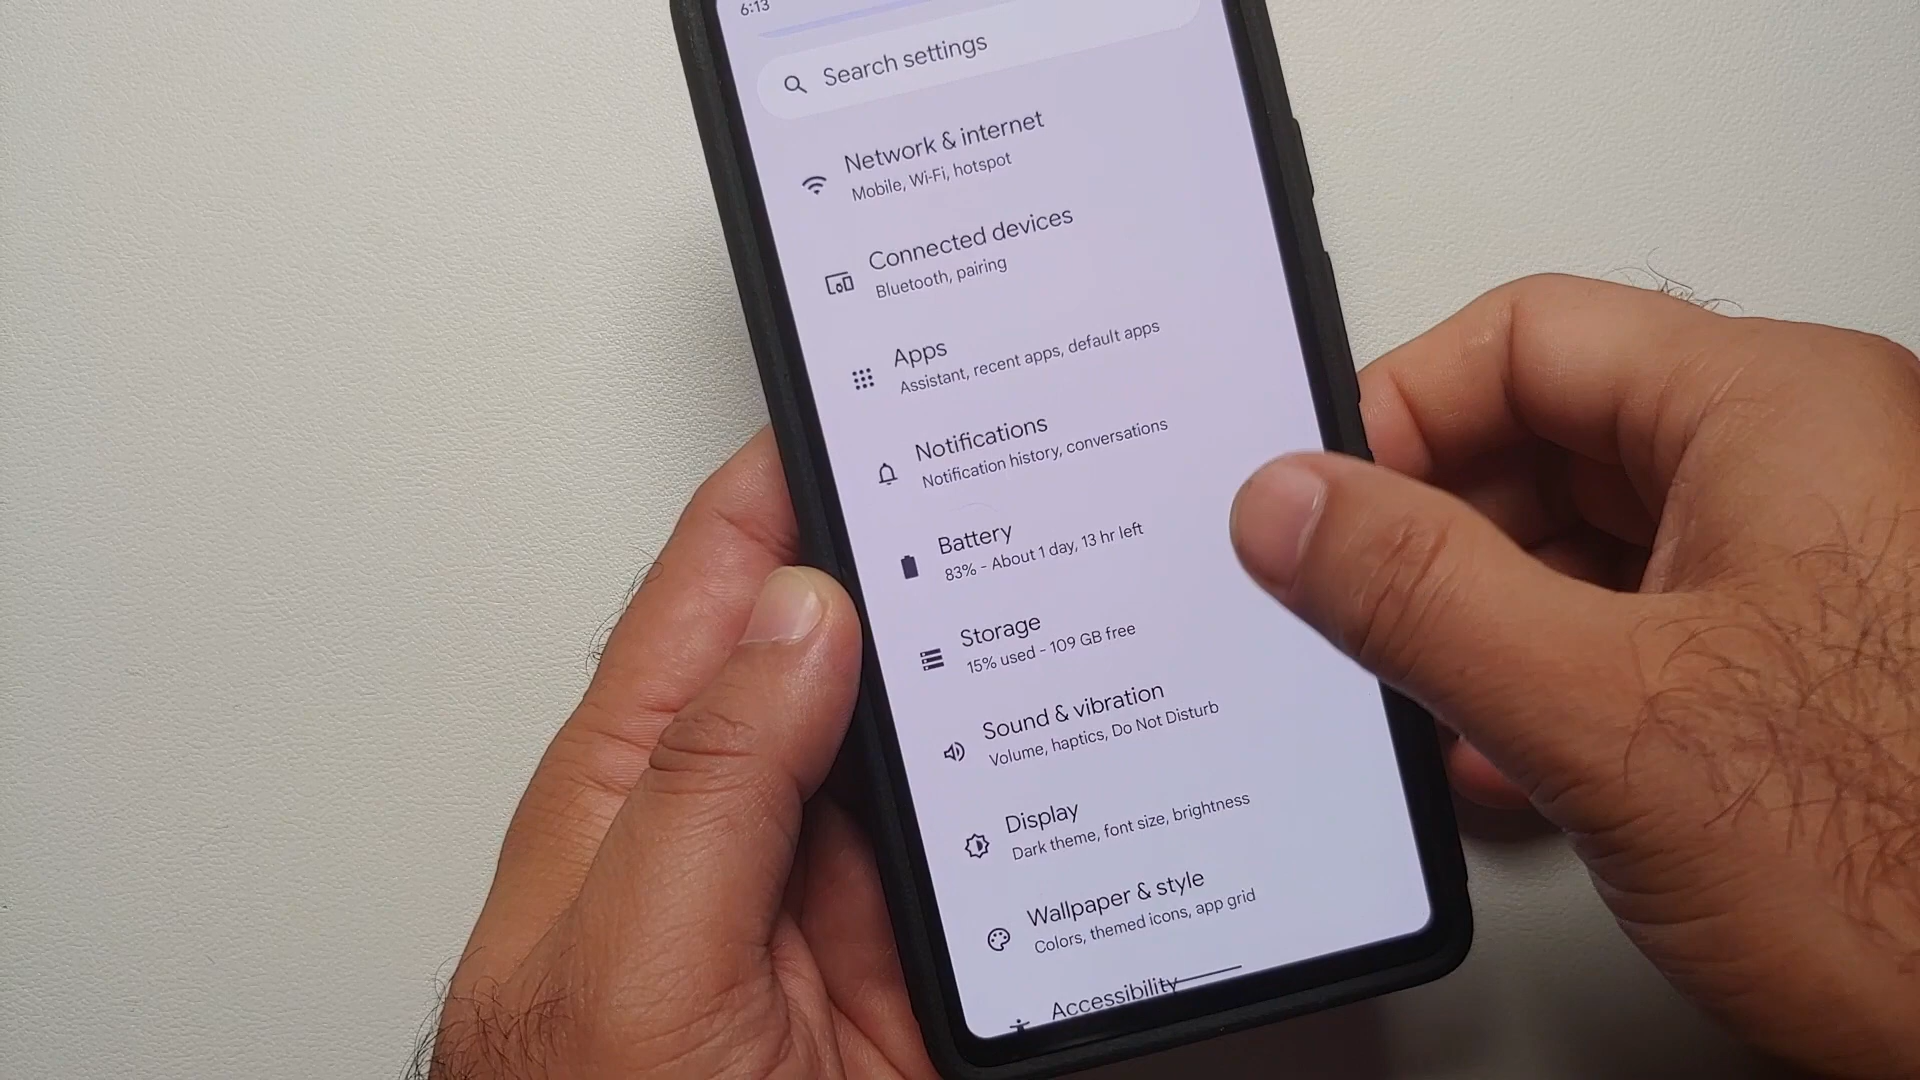 6:13
Search settings
Network & internet
Mobile, Wi-Fi, hotspot
Connected devices
Bluetooth, pairing
Apps
Assistant, recent apps, default apps
Notifications
Notification history, conversations
Battery
83% - About 1 day, 13 hr left
Storage
15% used - 109 GB free
Sound & vibration
Volume, haptics, Do Not Disturb
Display
Dark theme, font size, brightness
Wallpaper & style
Colors, themed icons, app grid
Accessibility